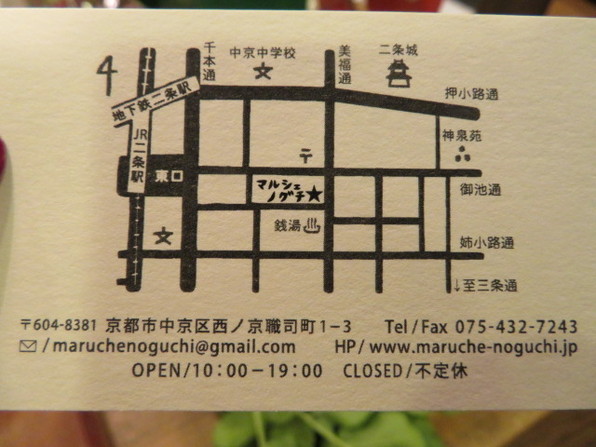 4
千本通
中京中学校
美福通
二条城
押小路通
地下鉄二条駅
JR二条駅
神泉苑
東口
〒
マルシェ
ノグチ★
御池通
銭湯♨
姉小路通
↓至三条通
〒604-8381 京都市中京区西ノ京職司町1−3 Tel/Fax 075-432-7243
✉/maruchenoguchi@gmail.com HP/www.maruche-noguchi.jp
OPEN/10:00−19:00 CLOSED/不定休